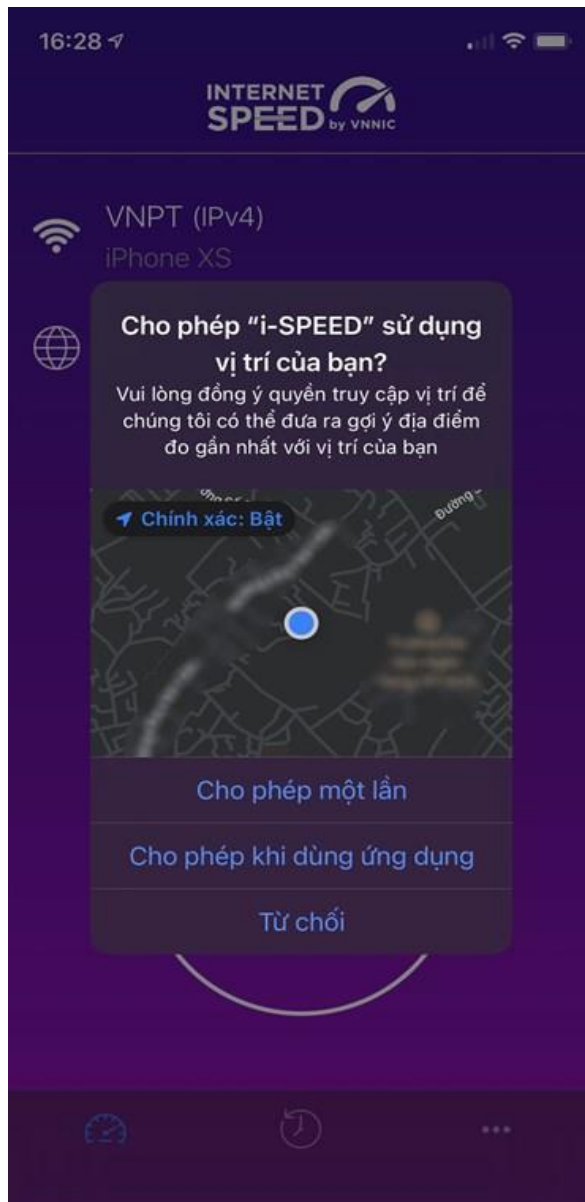 16:28
INTERNET
SPEED by VNNIC
VNPT (IPv4)
iPhone XS
Cho phép “i-SPEED” sử dụng
vị trí của bạn?
Vui lòng đồng ý quyền truy cập vị trí để
chúng tôi có thể đưa ra gợi ý địa điểm
đo gần nhất với vị trí của bạn
Chính xác: Bật
Đường
Cho phép một lần
Cho phép khi dùng ứng dụng
Từ chối